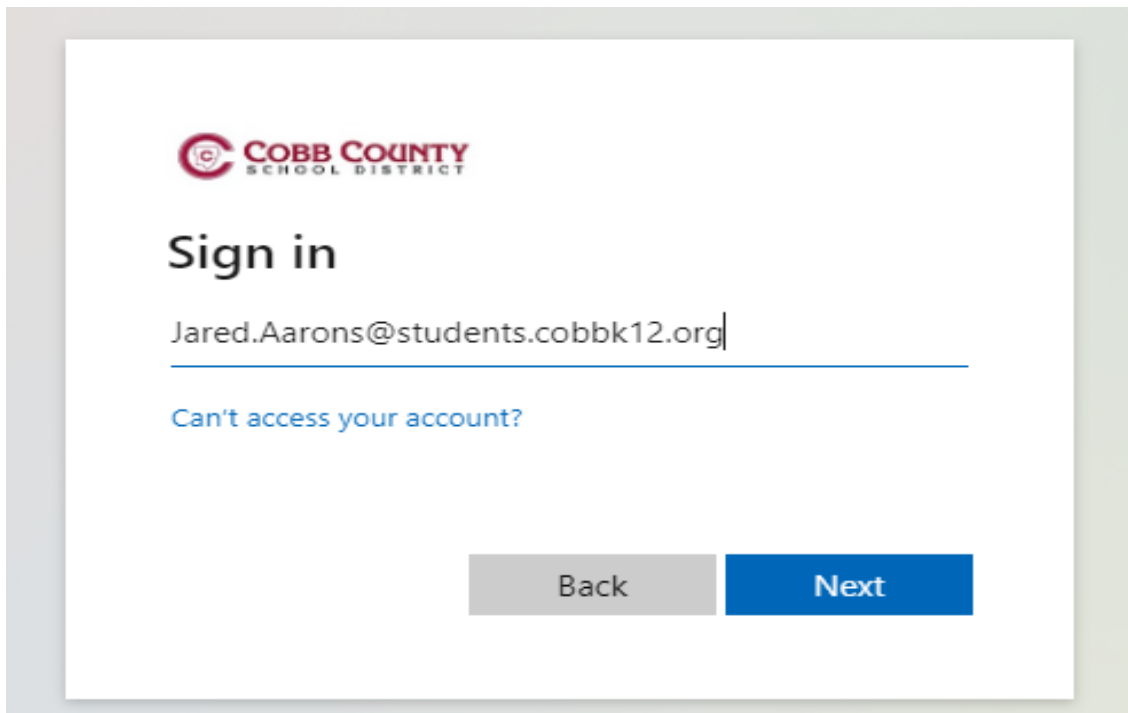 C COBB COUNTY
SCHOOL DISTRICT
Sign in
Jared.Aarons@students.cobbk12.org
Can't access your account?
Back Next